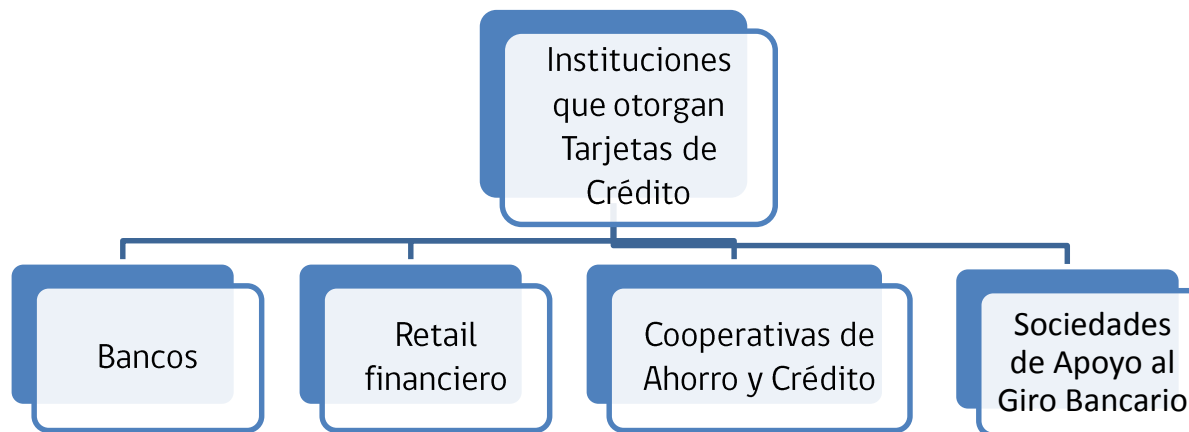 Instituciones
que otorgan
Tarjetas de
Crédito
Bancos
Retail
financiero
Cooperativas de
Ahorro y Crédito
Sociedades
de Apoyo al
Giro Bancario